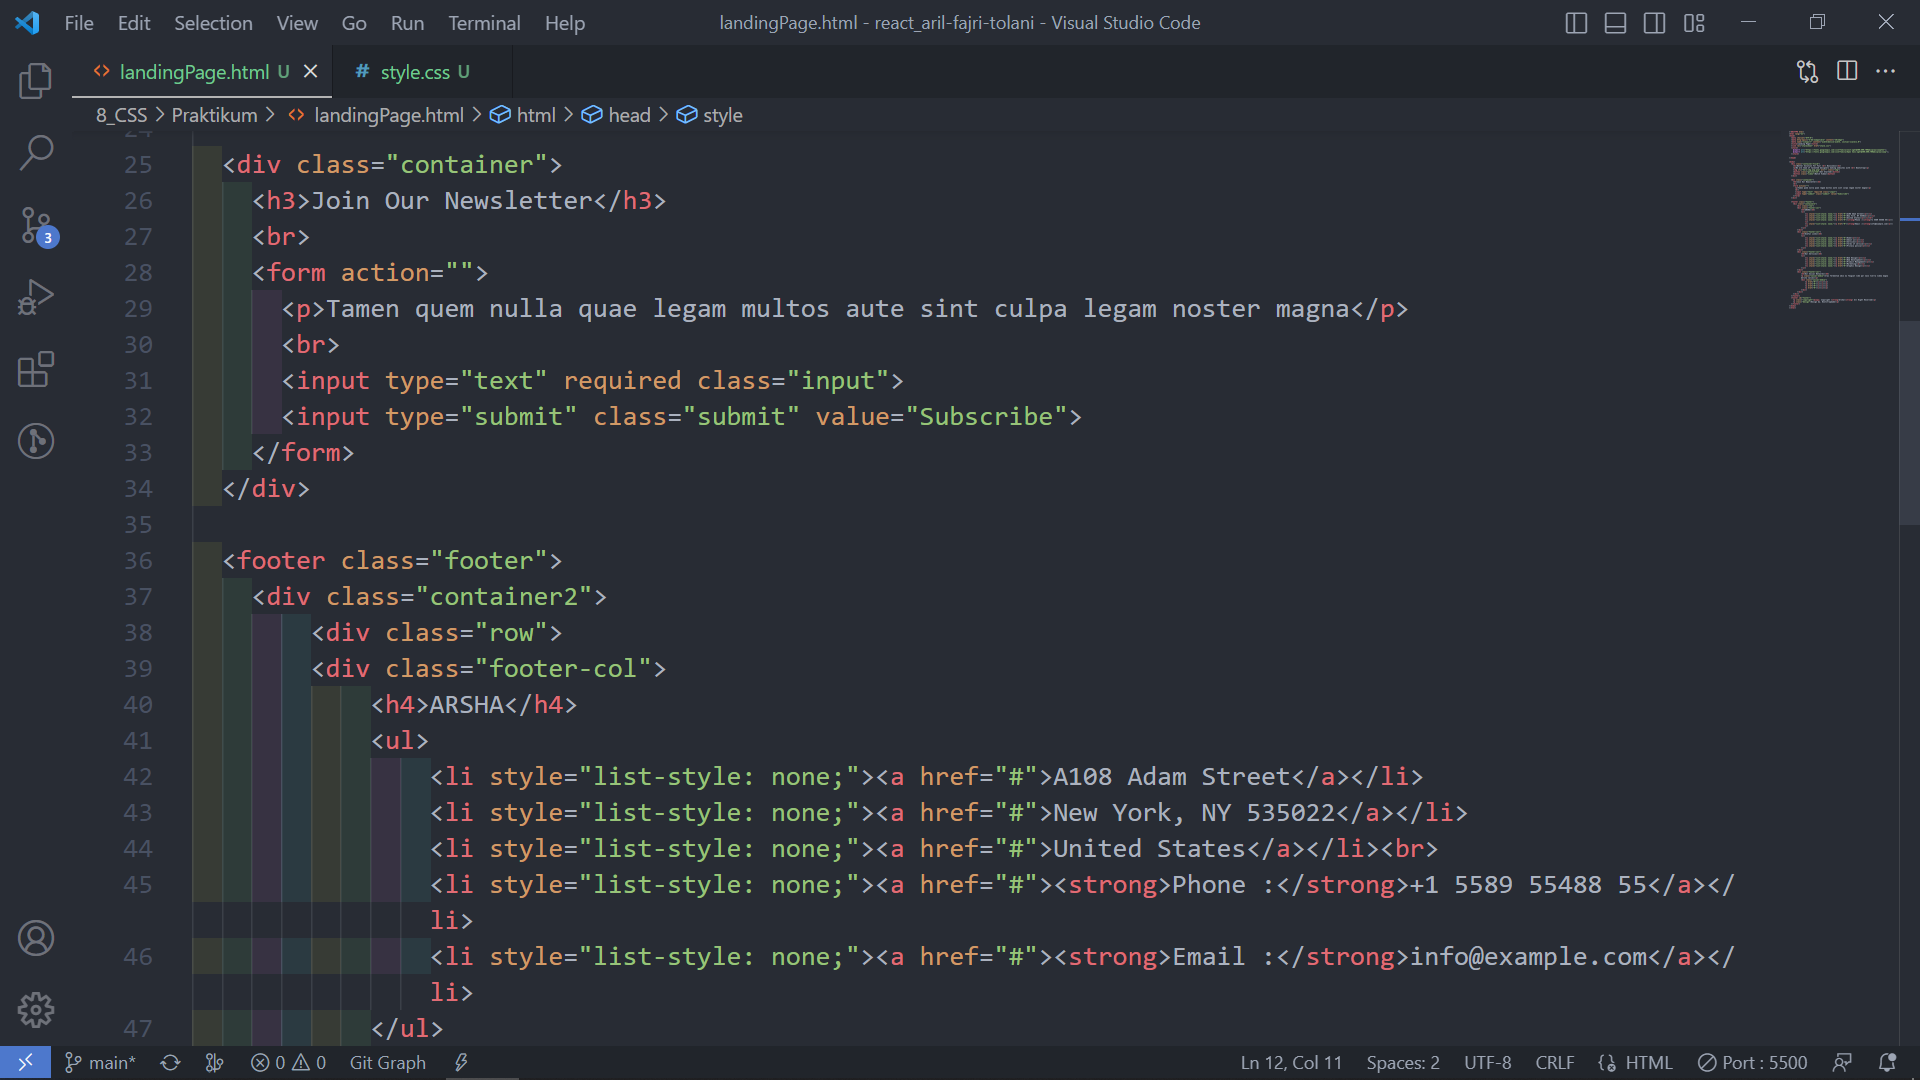 File Edit Selection View Go Run Terminal Help landingPage.html - react_aril-fajri-tolani - Visual Studio Code
landingPage.html U # style.css U
8_CSS > Praktikum > landingPage.html > html > head > style
24
25 <div class="container">
26 <h3>Join Our Newsletter</h3>
27 <br>
28 <form action="">
29 <p>Tamen quem nulla quae legam multos aute sint culpa legam noster magna</p>
30 <br>
31 <input type="text" required class="input">
32 <input type="submit" class="submit" value="Subscribe">
33 </form>
34 </div>
35
36 <footer class="footer">
37 <div class="container2">
38 <div class="row">
39 <div class="footer-col">
40 <h4>ARSHA</h4>
41 <ul>
42 <li style="list-style: none;"><a href="#">A108 Adam Street</a></li>
43 <li style="list-style: none;"><a href="#">New York, NY 535022</a></li>
44 <li style="list-style: none;"><a href="#">United States</a></li><br>
45 <li style="list-style: none;"><a href="#"><strong>Phone :</strong>+1 5589 55488 55</a></
li>
46 <li style="list-style: none;"><a href="#"><strong>Email :</strong>info@example.com</a></
li>
47 </ul>
3
main* 0 0 Git Graph Ln 12, Col 11 Spaces: 2 UTF-8 CRLF HTML Port : 5500